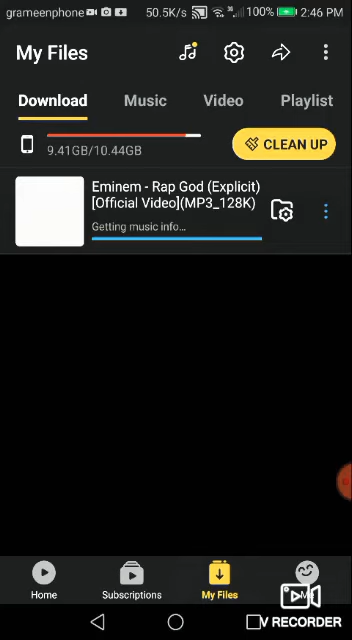 grameenphone 50.5K/s 100% 2:46 PM
My Files
Download Music Video Playlist
9.41GB/10.44GB CLEAN UP
Eminem - Rap God (Explicit)
[Official Video](MP3_128K)
Getting music info...
Home Subscriptions My Files
V RECORDER